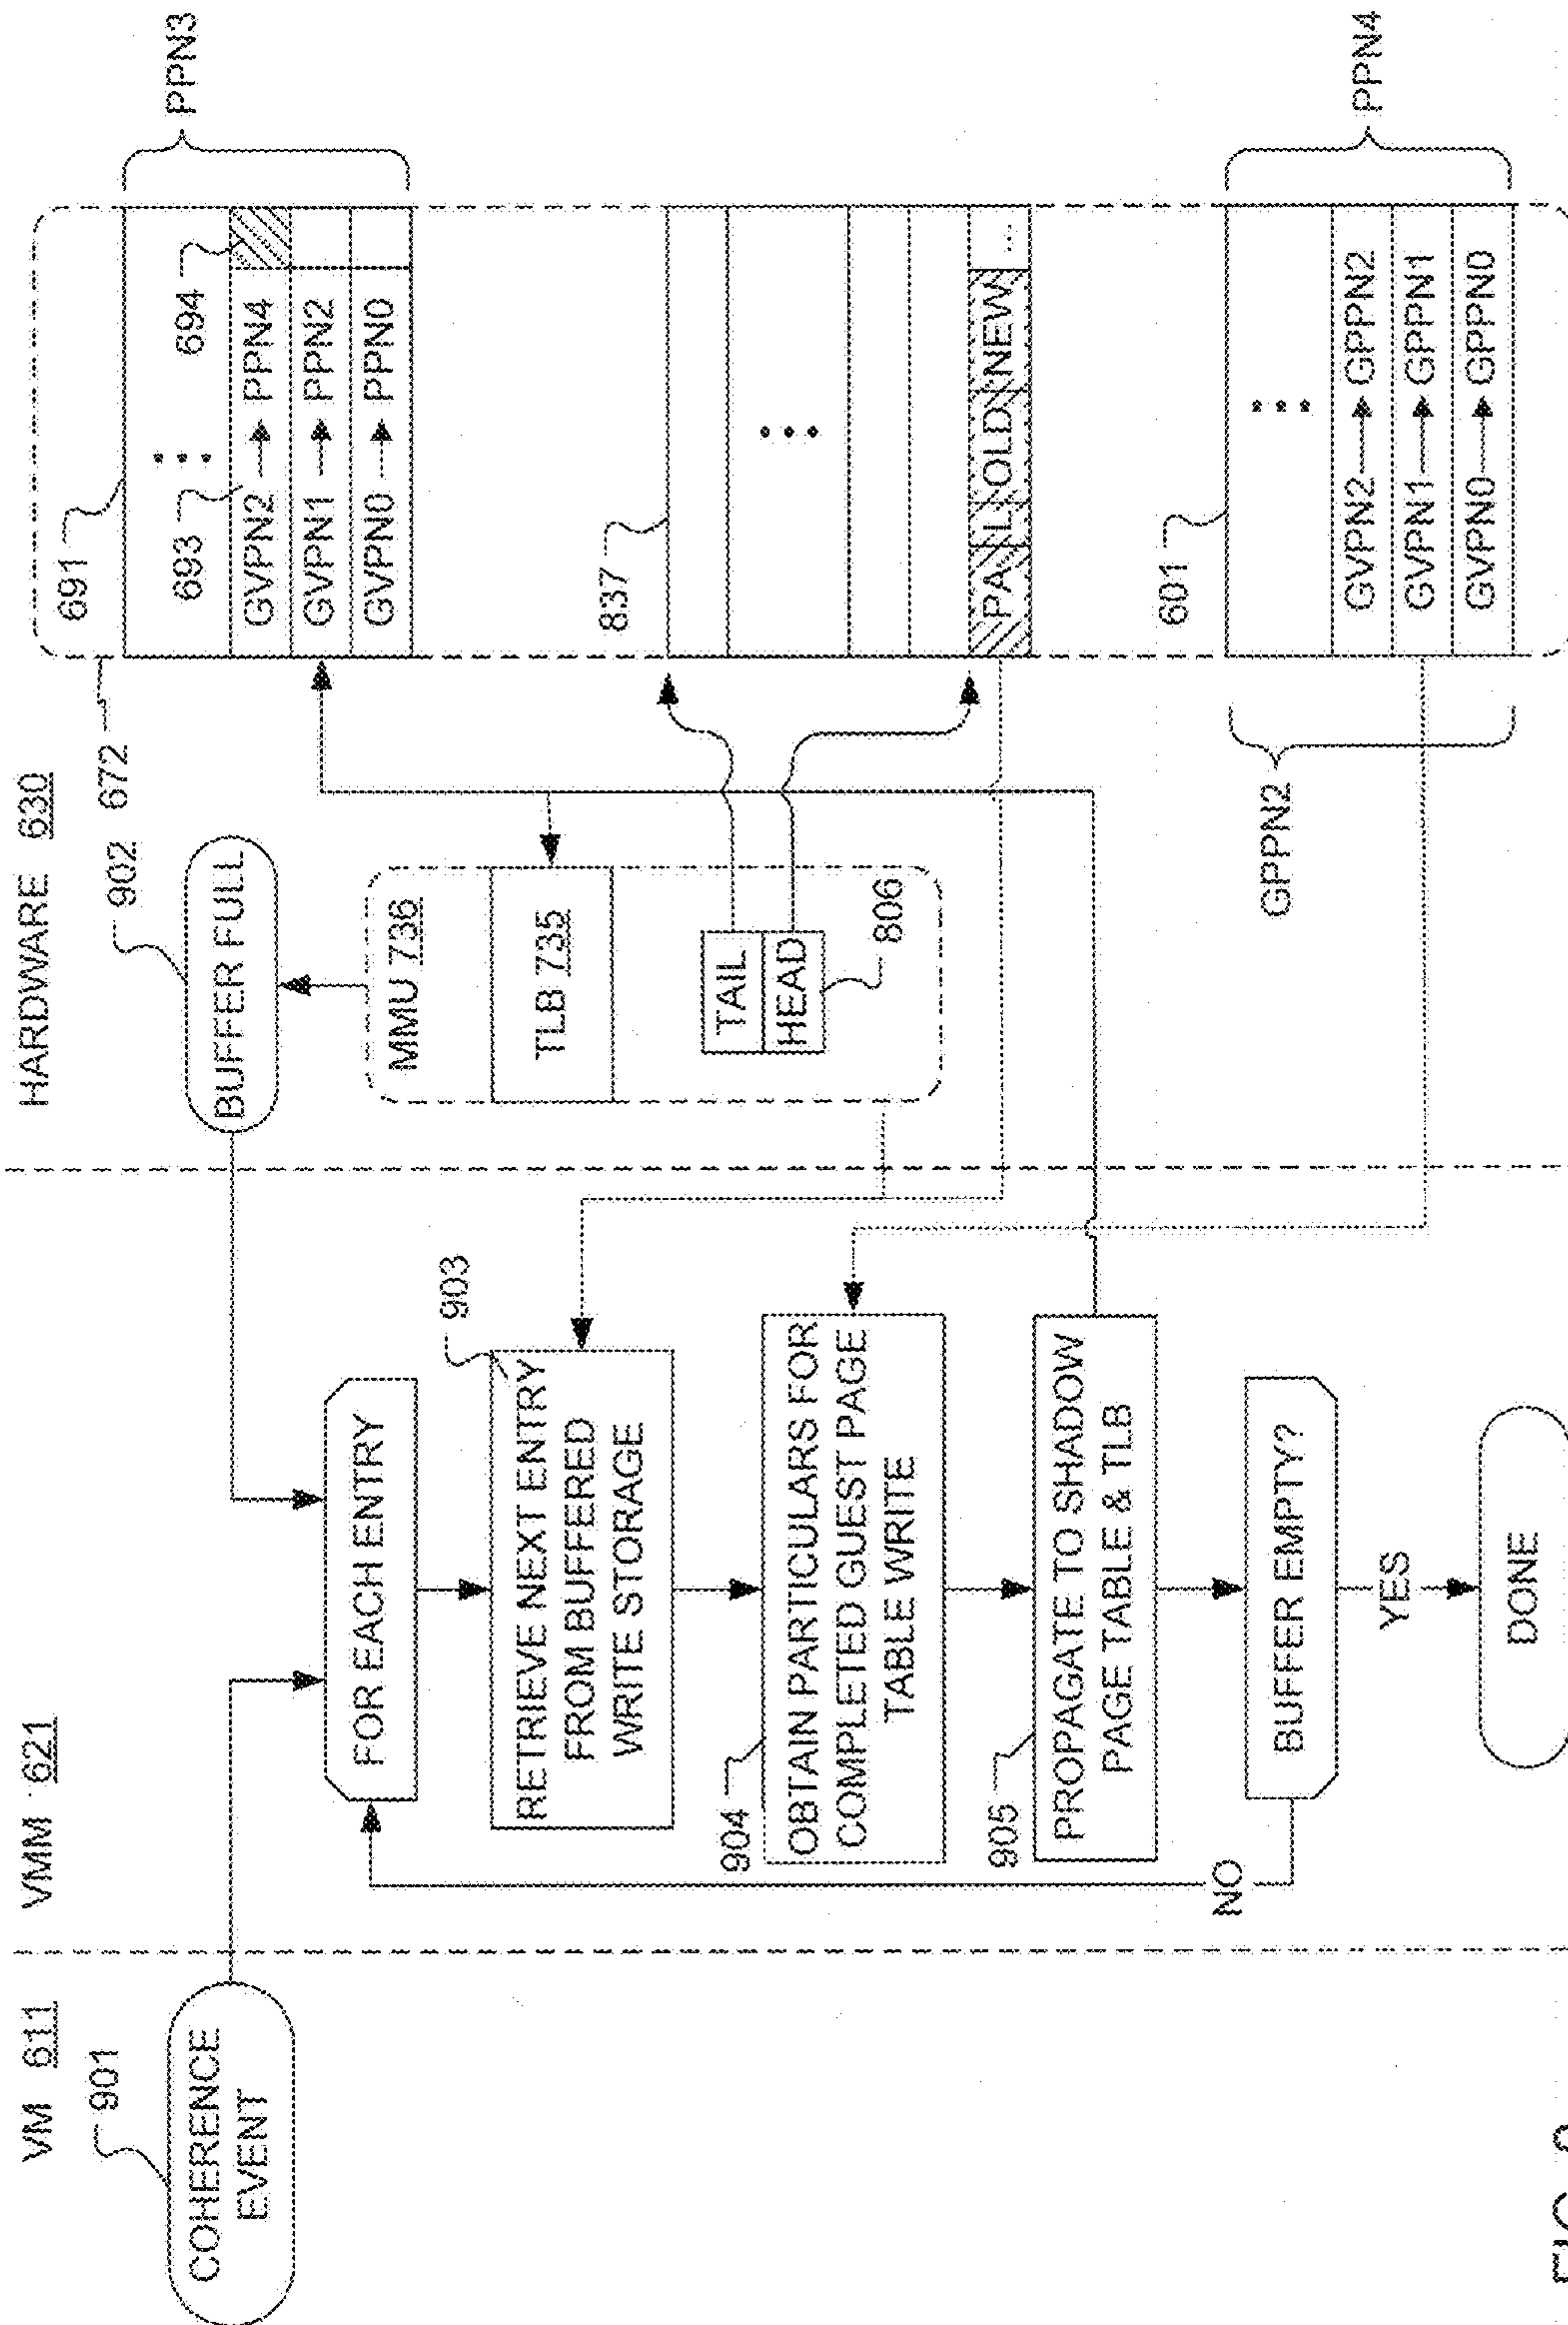 VM 611
VMM 621
HARDWARE 630
901
COHERENCE
EVENT
FOR EACH ENTRY
903
RETRIEVE NEXT ENTRY
FROM BUFFERED
WRITE STORAGE
904
OBTAIN PARTICULARS FOR
COMPLETED GUEST PAGE
TABLE WRITE
905
PROPAGATE TO SHADOW
PAGE TABLE & TLB
BUFFER EMPTY?
NO
YES
DONE
902
BUFFER FULL
MMU 736
TLB 735
TAIL
HEAD
806
672
691
693
694
GVPN2 → PPN4
GVPN1 → PPN2
GVPN0 → PPN0
PPN3
837
PA L OLD NEW ...
601
GVPN2 → GPPN2
GVPN1 → GPPN1
GVPN0 → GPPN0
GPPN2
PPN4
FIG.